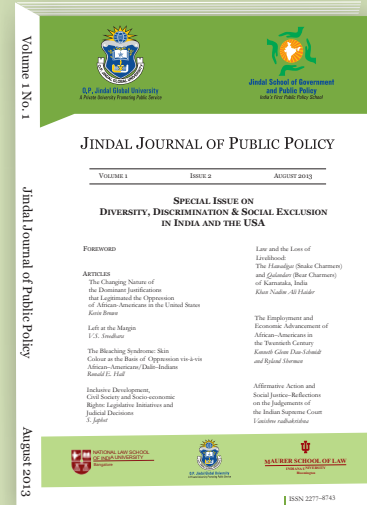 Volume 1 No. 1
Jindal Journal of Public Policy
August 2013
O.P. Jindal Global University
A Private University Promoting Public Service
Jindal School of Government
and Public Policy
India's First Public Policy School
JINDAL JOURNAL OF PUBLIC POLICY
VOLUME 1 ISSUE 2 AUGUST 2013
SPECIAL ISSUE ON
DIVERSITY, DISCRIMINATION & SOCIAL EXCLUSION
IN INDIA AND THE USA
FOREWORD
ARTICLES
The Changing Nature of
the Dominant Justifications
that Legitimated the Oppression
of African-Americans in the United States
Kevin Brown
Left at the Margin
V.S. Sreedhara
The Bleaching Syndrome: Skin
Colour as the Basis of Oppression vis-à-vis
African–Americans/Dalit–Indians
Ronald E. Hall
Inclusive Development,
Civil Society and Socio-economic
Rights: Legislative Initiatives and
Judicial Decisions
S. Japhet
Law and the Loss of
Livelihood:
The Havadigas (Snake Charmers)
and Qalandars (Bear Charmers)
of Karnataka, India
Khan Nadim Ali Haider
The Employment and
Economic Advancement of
African–Americans in
the Twentieth Century
Kenneth Glenn Dau-Schmidt
and Ryland Sherman
Affirmative Action and
Social Justice–Reflections
on the Judgements of
the Indian Supreme Court
Vanishree radhakrishna
NATIONAL LAW SCHOOL
OF INDIA UNIVERSITY
Bangalore
O.P. Jindal Global University
MAURER SCHOOL OF LAW
INDIANA UNIVERSITY
Bloomington
ISSN 2277–8743